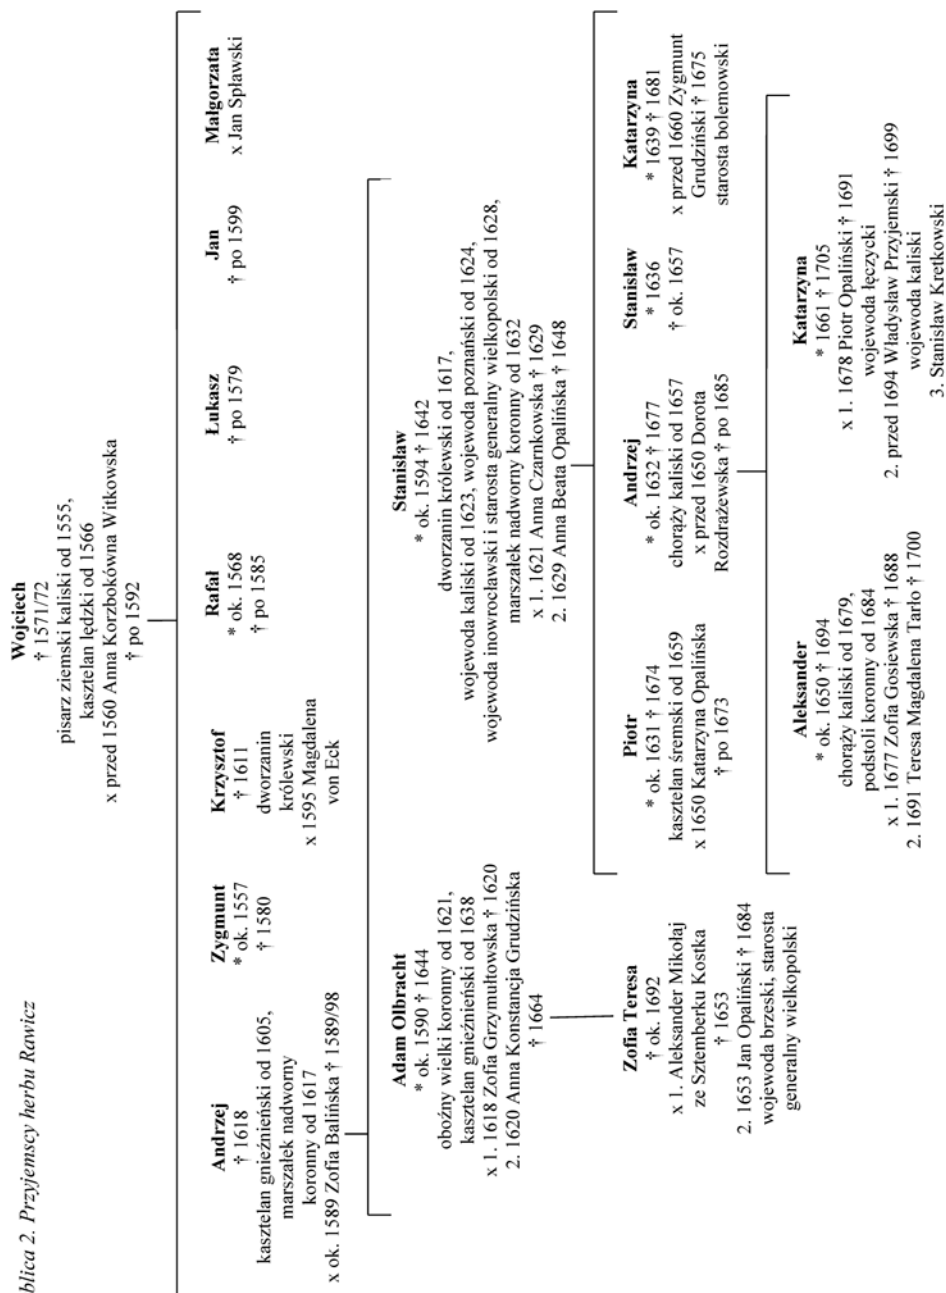 blica 2. Przyjemscy herbu Rawicz
Wojciech
† 1571/72
pisarz ziemski kaliski od 1555,
kasztelan lędzki od 1566
x przed 1560 Anna Korzbokówna Witkowska
† po 1592
Andrzej
† 1618
kasztelan gnieźnieński od 1605,
marszałek nadworny
koronny od 1617
x ok. 1589 Zofia Balińska † 1589/98
Zygmunt
* ok. 1557
† 1580
Krzysztof
† 1611
dworzanin
królewski
x 1595 Magdalena
von Eck
Rafał
* ok. 1568
† po 1585
Łukasz
† po 1579
Jan
† po 1599
Małgorzata
x Jan Spławski
Adam Olbracht
* ok. 1590 † 1644
oboźny wielki koronny od 1621,
kasztelan gnieźnieński od 1638
x 1. 1618 Zofia Grzymułtowska † 1620
2. 1620 Anna Konstancja Grudzińska
† 1664
Stanisław
* ok. 1594 † 1642
dworzanin królewski od 1617,
wojewoda kaliski od 1623, wojewoda poznański od 1624,
wojewoda inowrocławski i starosta generalny wielkopolski od 1628,
marszałek nadworny koronny od 1632
x 1. 1621 Anna Czarnkowska † 1629
2. 1629 Anna Beata Opalińska † 1648
Zofia Teresa
† ok. 1692
x 1. Aleksander Mikołaj
ze Sztemberku Kostka
† 1653
2. 1653 Jan Opaliński † 1684
wojewoda brzeski, starosta
generalny wielkopolski
Piotr
* ok. 1631 † 1674
kasztelan śremski od 1659
x 1650 Katarzyna Opalińska
† po 1673
Andrzej
* ok. 1632 † 1677
chorąży kaliski od 1657
x przed 1650 Dorota
Rozdrażewska † po 1685
Stanisław
* 1636
† ok. 1657
Katarzyna
* 1639 † 1681
x przed 1660 Zygmunt
Grudziński † 1675
starosta bolemowski
Aleksander
* ok. 1650 † 1694
chorąży kaliski od 1679,
podstoli koronny od 1684
x 1. 1677 Zofia Gosiewska † 1688
2. 1691 Teresa Magdalena Tarło † 1700
Katarzyna
* 1661 † 1705
x 1. 1678 Piotr Opaliński † 1691
wojewoda łęczycki
2. przed 1694 Władysław Przyjemski † 1699
wojewoda kaliski
3. Stanisław Kretkowski